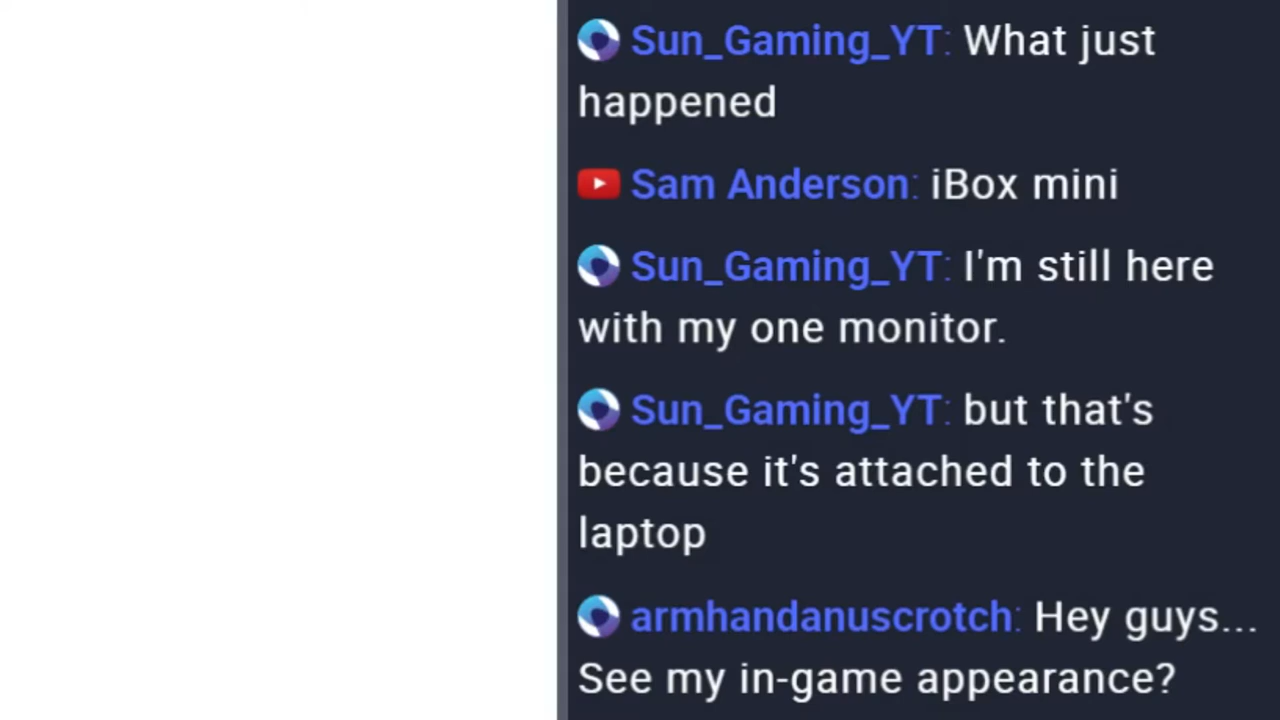 Sun_Gaming_YT: What just
happened
Sam Anderson: iBox mini
Sun_Gaming_YT: I'm still here
with my one monitor.
Sun_Gaming_YT: but that's
because it's attached to the
laptop
armhandanuscrotch: Hey guys...
See my in-game appearance?